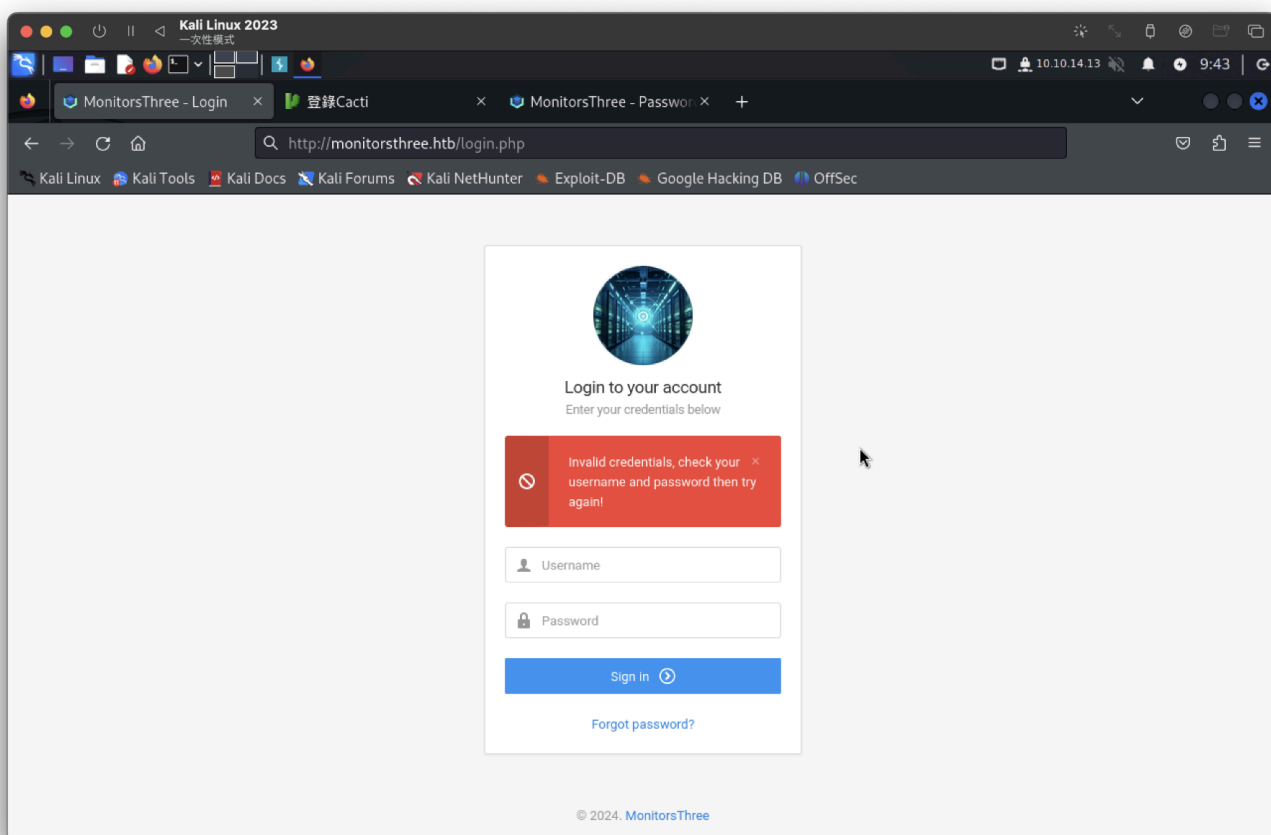 Kali Linux 2023
一次性模式
10.10.14.13
9:43
MonitorsThree - Login
登錄Cacti
MonitorsThree - Passwor
http://monitorsthree.htb/login.php
Kali Linux
Kali Tools
Kali Docs
Kali Forums
Kali NetHunter
Exploit-DB
Google Hacking DB
OffSec
Login to your account
Enter your credentials below
Invalid credentials, check your
username and password then try
again!
Username
Password
Sign in
Forgot password?
© 2024. MonitorsThree